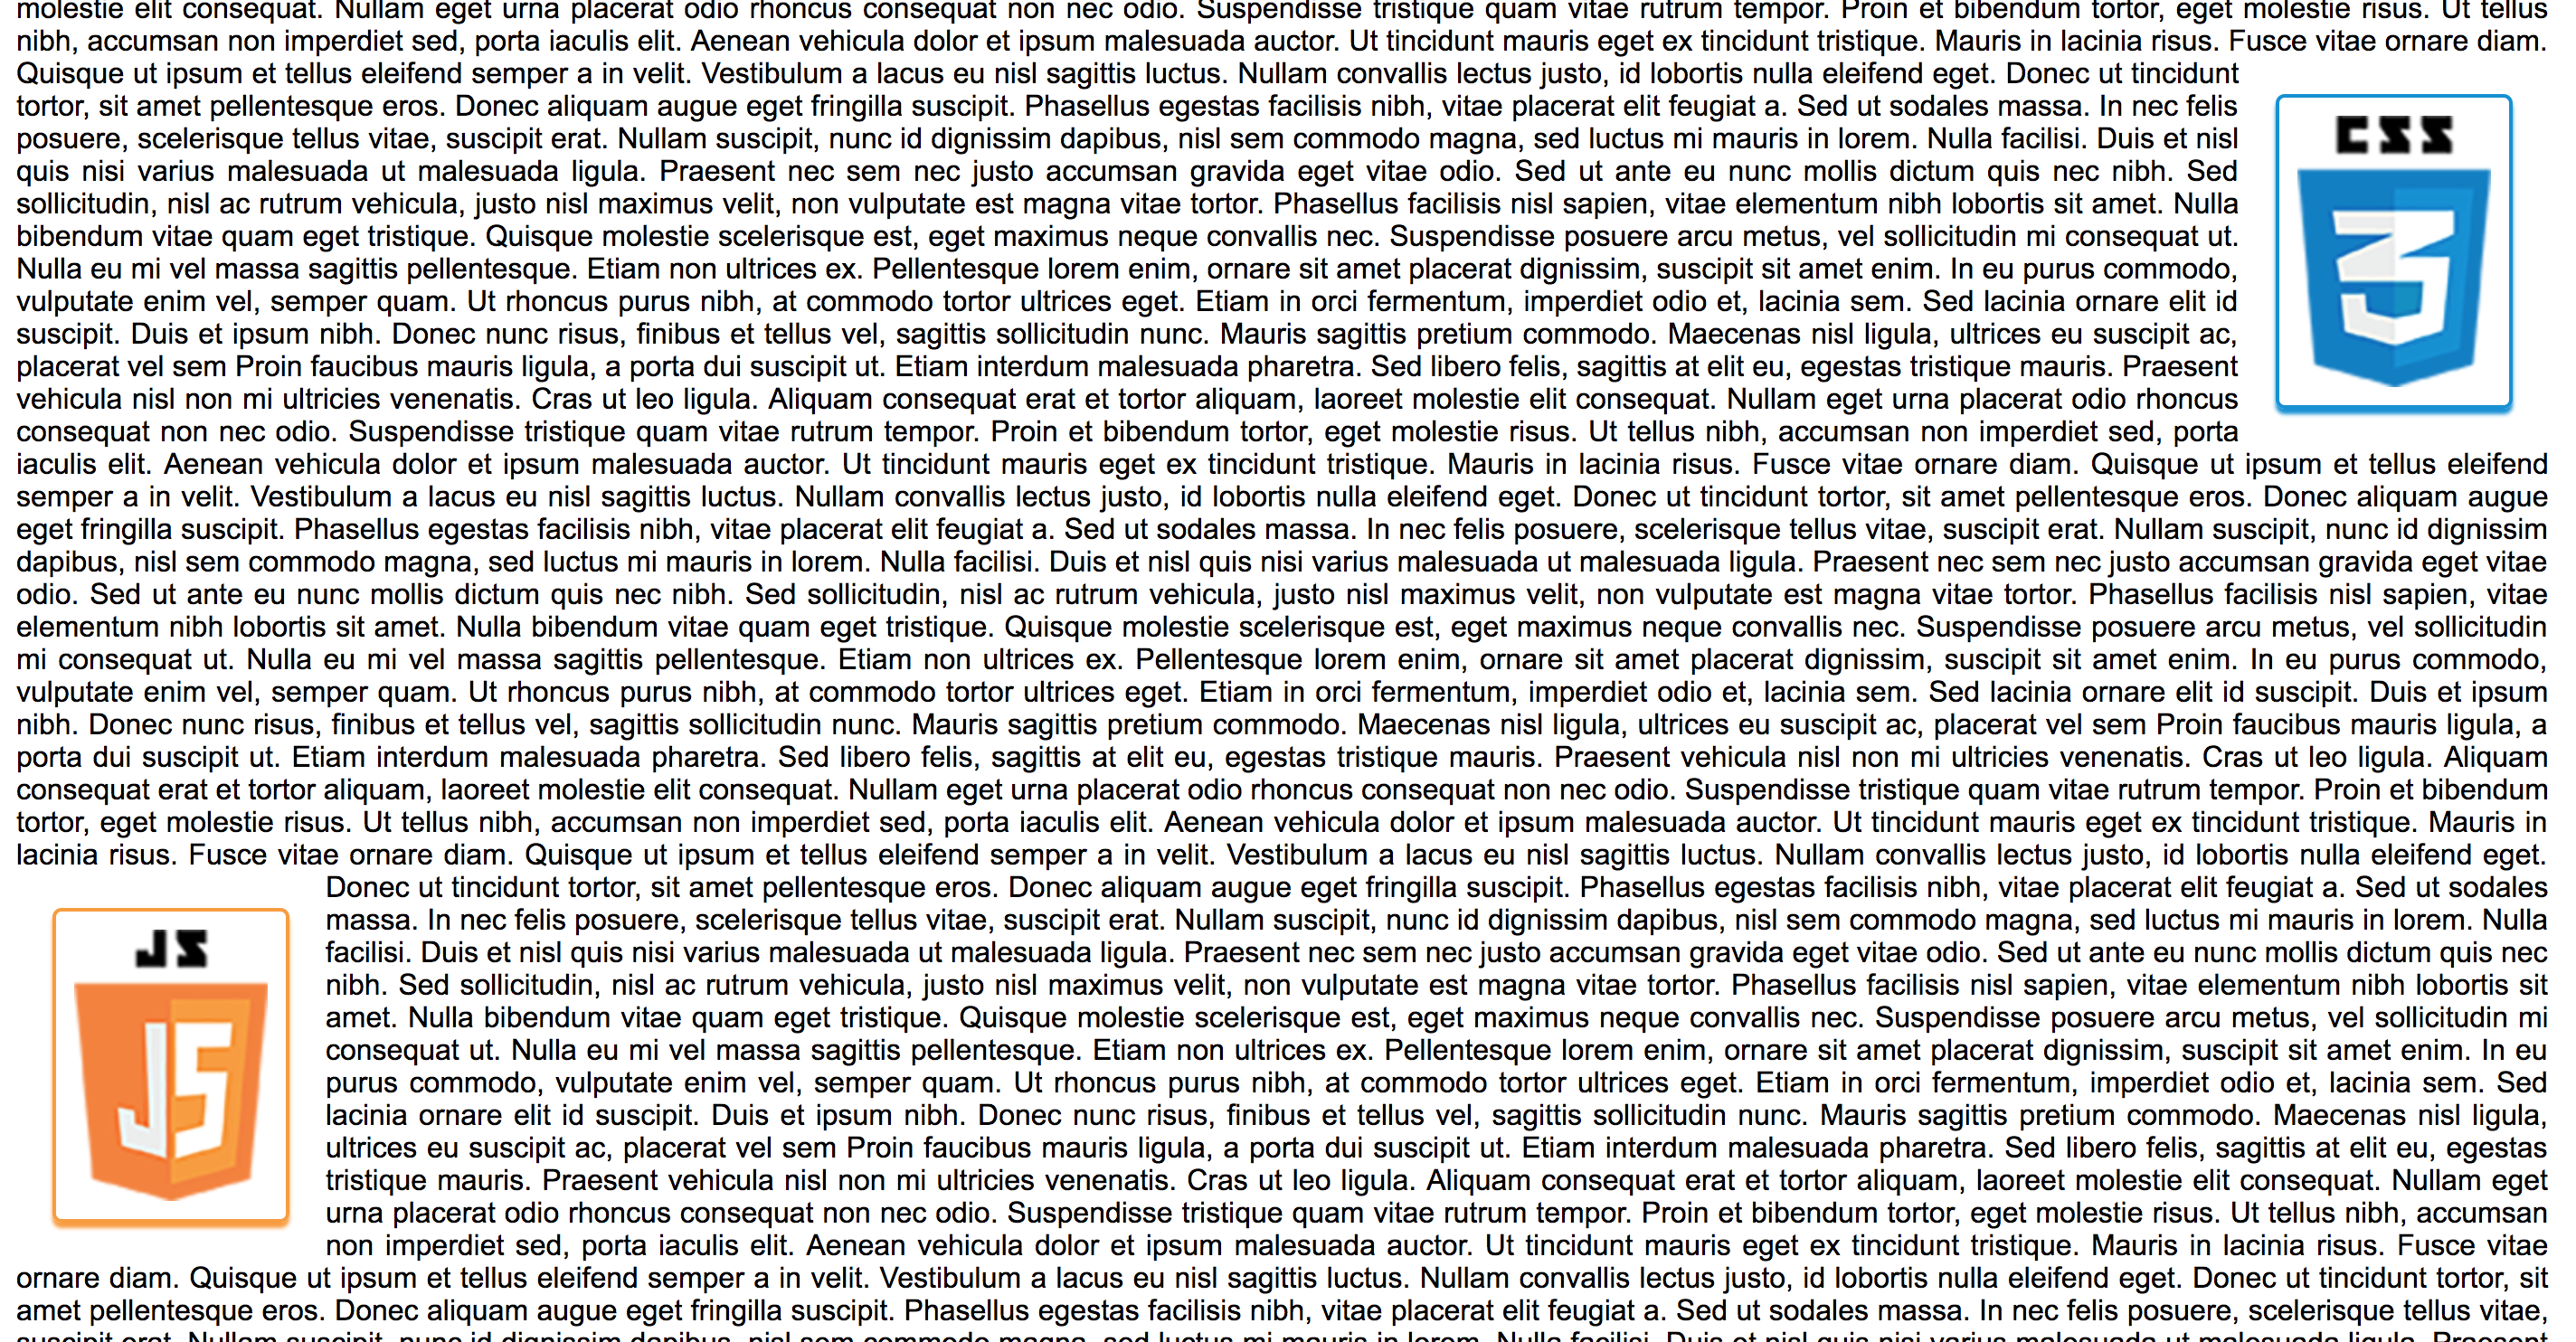 molestie elit consequat. Nullam eget urna placerat odio rhoncus consequat non nec odio. Suspendisse tristique quam vitae rutrum tempor. Proin et bibendum tortor, eget molestie risus. Ut tellus
nibh, accumsan non imperdiet sed, porta iaculis elit. Aenean vehicula dolor et ipsum malesuada auctor. Ut tincidunt mauris eget ex tincidunt tristique. Mauris in lacinia risus. Fusce vitae ornare diam.
Quisque ut ipsum et tellus eleifend semper a in velit. Vestibulum a lacus eu nisl sagittis luctus. Nullam convallis lectus justo, id lobortis nulla eleifend eget. Donec ut tincidunt
tortor, sit amet pellentesque eros. Donec aliquam augue eget fringilla suscipit. Phasellus egestas facilisis nibh, vitae placerat elit feugiat a. Sed ut sodales massa. In nec felis
posuere, scelerisque tellus vitae, suscipit erat. Nullam suscipit, nunc id dignissim dapibus, nisl sem commodo magna, sed luctus mi mauris in lorem. Nulla facilisi. Duis et nisl
quis nisi varius malesuada ut malesuada ligula. Praesent nec sem nec justo accumsan gravida eget vitae odio. Sed ut ante eu nunc mollis dictum quis nec nibh. Sed
sollicitudin, nisl ac rutrum vehicula, justo nisl maximus velit, non vulputate est magna vitae tortor. Phasellus facilisis nisl sapien, vitae elementum nibh lobortis sit amet. Nulla
bibendum vitae quam eget tristique. Quisque molestie scelerisque est, eget maximus neque convallis nec. Suspendisse posuere arcu metus, vel sollicitudin mi consequat ut.
Nulla eu mi vel massa sagittis pellentesque. Etiam non ultrices ex. Pellentesque lorem enim, ornare sit amet placerat dignissim, suscipit sit amet enim. In eu purus commodo,
vulputate enim vel, semper quam. Ut rhoncus purus nibh, at commodo tortor ultrices eget. Etiam in orci fermentum, imperdiet odio et, lacinia sem. Sed lacinia ornare elit id
suscipit. Duis et ipsum nibh. Donec nunc risus, finibus et tellus vel, sagittis sollicitudin nunc. Mauris sagittis pretium commodo. Maecenas nisl ligula, ultrices eu suscipit ac,
placerat vel sem Proin faucibus mauris ligula, a porta dui suscipit ut. Etiam interdum malesuada pharetra. Sed libero felis, sagittis at elit eu, egestas tristique mauris. Praesent
vehicula nisl non mi ultricies venenatis. Cras ut leo ligula. Aliquam consequat erat et tortor aliquam, laoreet molestie elit consequat. Nullam eget urna placerat odio rhoncus
consequat non nec odio. Suspendisse tristique quam vitae rutrum tempor. Proin et bibendum tortor, eget molestie risus. Ut tellus nibh, accumsan non imperdiet sed, porta
CSS
3
iaculis elit. Aenean vehicula dolor et ipsum malesuada auctor. Ut tincidunt mauris eget ex tincidunt tristique. Mauris in lacinia risus. Fusce vitae ornare diam. Quisque ut ipsum et tellus eleifend
semper a in velit. Vestibulum a lacus eu nisl sagittis luctus. Nullam convallis lectus justo, id lobortis nulla eleifend eget. Donec ut tincidunt tortor, sit amet pellentesque eros. Donec aliquam augue
eget fringilla suscipit. Phasellus egestas facilisis nibh, vitae placerat elit feugiat a. Sed ut sodales massa. In nec felis posuere, scelerisque tellus vitae, suscipit erat. Nullam suscipit, nunc id dignissim
dapibus, nisl sem commodo magna, sed luctus mi mauris in lorem. Nulla facilisi. Duis et nisl quis nisi varius malesuada ut malesuada ligula. Praesent nec sem nec justo accumsan gravida eget vitae
odio. Sed ut ante eu nunc mollis dictum quis nec nibh. Sed sollicitudin, nisl ac rutrum vehicula, justo nisl maximus velit, non vulputate est magna vitae tortor. Phasellus facilisis nisl sapien, vitae
elementum nibh lobortis sit amet. Nulla bibendum vitae quam eget tristique. Quisque molestie scelerisque est, eget maximus neque convallis nec. Suspendisse posuere arcu metus, vel sollicitudin
mi consequat ut. Nulla eu mi vel massa sagittis pellentesque. Etiam non ultrices ex. Pellentesque lorem enim, ornare sit amet placerat dignissim, suscipit sit amet enim. In eu purus commodo,
vulputate enim vel, semper quam. Ut rhoncus purus nibh, at commodo tortor ultrices eget. Etiam in orci fermentum, imperdiet odio et, lacinia sem. Sed lacinia ornare elit id suscipit. Duis et ipsum
nibh. Donec nunc risus, finibus et tellus vel, sagittis sollicitudin nunc. Mauris sagittis pretium commodo. Maecenas nisl ligula, ultrices eu suscipit ac, placerat vel sem Proin faucibus mauris ligula, a
porta dui suscipit ut. Etiam interdum malesuada pharetra. Sed libero felis, sagittis at elit eu, egestas tristique mauris. Praesent vehicula nisl non mi ultricies venenatis. Cras ut leo ligula. Aliquam
consequat erat et tortor aliquam, laoreet molestie elit consequat. Nullam eget urna placerat odio rhoncus consequat non nec odio. Suspendisse tristique quam vitae rutrum tempor. Proin et bibendum
tortor, eget molestie risus. Ut tellus nibh, accumsan non imperdiet sed, porta iaculis elit. Aenean vehicula dolor et ipsum malesuada auctor. Ut tincidunt mauris eget ex tincidunt tristique. Mauris in
lacinia risus. Fusce vitae ornare diam. Quisque ut ipsum et tellus eleifend semper a in velit. Vestibulum a lacus eu nisl sagittis luctus. Nullam convallis lectus justo, id lobortis nulla eleifend eget.
JS
JS
Donec ut tincidunt tortor, sit amet pellentesque eros. Donec aliquam augue eget fringilla suscipit. Phasellus egestas facilisis nibh, vitae placerat elit feugiat a. Sed ut sodales
massa. In nec felis posuere, scelerisque tellus vitae, suscipit erat. Nullam suscipit, nunc id dignissim dapibus, nisl sem commodo magna, sed luctus mi mauris in lorem. Nulla
facilisi. Duis et nisl quis nisi varius malesuada ut malesuada ligula. Praesent nec sem nec justo accumsan gravida eget vitae odio. Sed ut ante eu nunc mollis dictum quis nec
nibh. Sed sollicitudin, nisl ac rutrum vehicula, justo nisl maximus velit, non vulputate est magna vitae tortor. Phasellus facilisis nisl sapien, vitae elementum nibh lobortis sit
amet. Nulla bibendum vitae quam eget tristique. Quisque molestie scelerisque est, eget maximus neque convallis nec. Suspendisse posuere arcu metus, vel sollicitudin mi
consequat ut. Nulla eu mi vel massa sagittis pellentesque. Etiam non ultrices ex. Pellentesque lorem enim, ornare sit amet placerat dignissim, suscipit sit amet enim. In eu
purus commodo, vulputate enim vel, semper quam. Ut rhoncus purus nibh, at commodo tortor ultrices eget. Etiam in orci fermentum, imperdiet odio et, lacinia sem. Sed
lacinia ornare elit id suscipit. Duis et ipsum nibh. Donec nunc risus, finibus et tellus vel, sagittis sollicitudin nunc. Mauris sagittis pretium commodo. Maecenas nisl ligula,
ultrices eu suscipit ac, placerat vel sem Proin faucibus mauris ligula, a porta dui suscipit ut. Etiam interdum malesuada pharetra. Sed libero felis, sagittis at elit eu, egestas
tristique mauris. Praesent vehicula nisl non mi ultricies venenatis. Cras ut leo ligula. Aliquam consequat erat et tortor aliquam, laoreet molestie elit consequat. Nullam eget
urna placerat odio rhoncus consequat non nec odio. Suspendisse tristique quam vitae rutrum tempor. Proin et bibendum tortor, eget molestie risus. Ut tellus nibh, accumsan
non imperdiet sed, porta iaculis elit. Aenean vehicula dolor et ipsum malesuada auctor. Ut tincidunt mauris eget ex tincidunt tristique. Mauris in lacinia risus. Fusce vitae
ornare diam. Quisque ut ipsum et tellus eleifend semper a in velit. Vestibulum a lacus eu nisl sagittis luctus. Nullam convallis lectus justo, id lobortis nulla eleifend eget. Donec ut tincidunt tortor, sit
amet pellentesque eros. Donec aliquam augue eget fringilla suscipit. Phasellus egestas facilisis nibh, vitae placerat elit feugiat a. Sed ut sodales massa. In nec felis posuere, scelerisque tellus vitae,